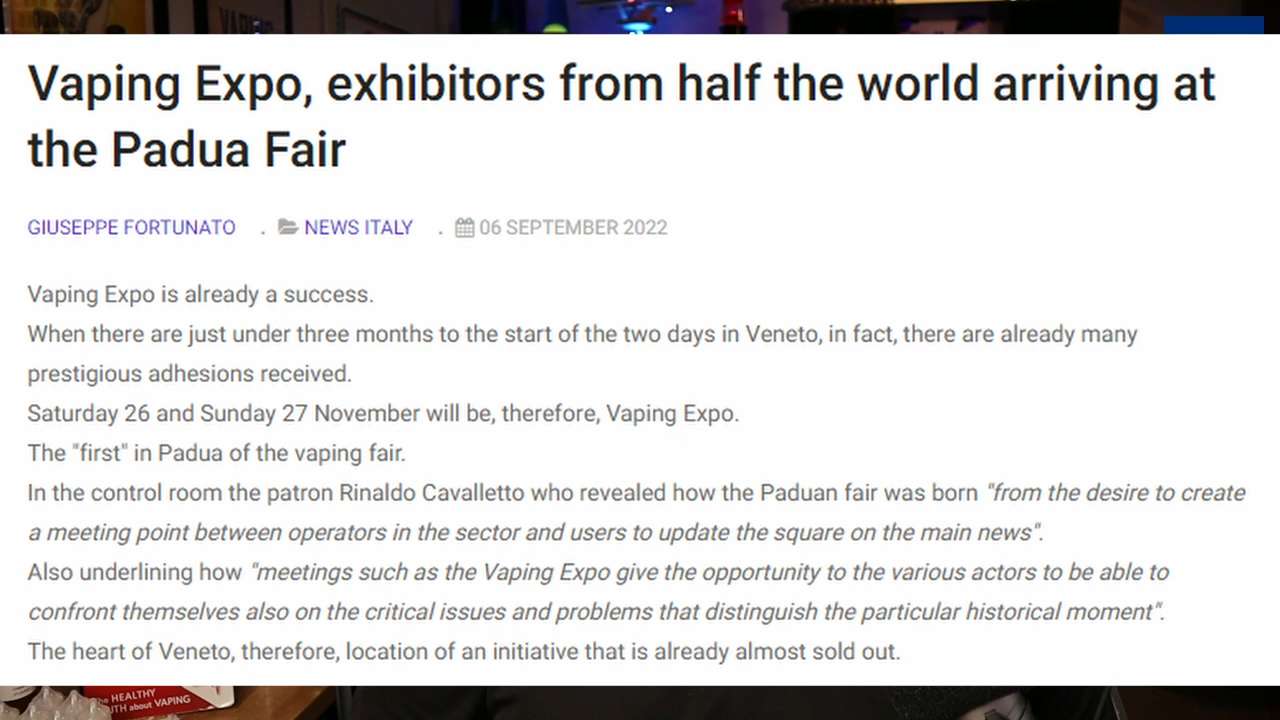 Vaping Expo, exhibitors from half the world arriving at
the Padua Fair
GIUSEPPE FORTUNATO . NEWS ITALY . 06 SEPTEMBER 2022
Vaping Expo is already a success.
When there are just under three months to the start of the two days in Veneto, in fact, there are already many
prestigious adhesions received.
Saturday 26 and Sunday 27 November will be, therefore, Vaping Expo.
The "first" in Padua of the vaping fair.
In the control room the patron Rinaldo Cavalletto who revealed how the Paduan fair was born "from the desire to create
a meeting point between operators in the sector and users to update the square on the main news".
Also underlining how "meetings such as the Vaping Expo give the opportunity to the various actors to be able to
confront themselves also on the critical issues and problems that distinguish the particular historical moment".
The heart of Veneto, therefore, location of an initiative that is already almost sold out.
The HEALTHY
about VAPING